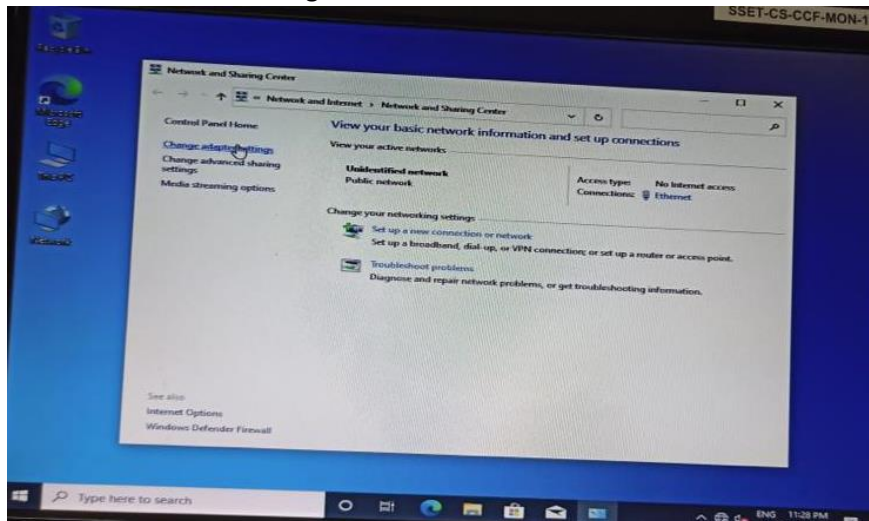 SSET-CS-CCF-MON-1
Network and Sharing Center
Network and Internet > Network and Sharing Center
Control Panel Home
Change adapter settings
Change advanced sharing
settings
Media streaming options
View your basic network information and set up connections
View your active networks
Unidentified network
Public network
Access type: No Internet access
Connections: Ethernet
Change your networking settings
Set up a new connection or network
Set up a broadband, dial-up, or VPN connection; or set up a router or access point.
Troubleshoot problems
Diagnose and repair network problems, or get troubleshooting information.
See also
Internet Options
Windows Defender Firewall
Type here to search
ENG 11:28 PM